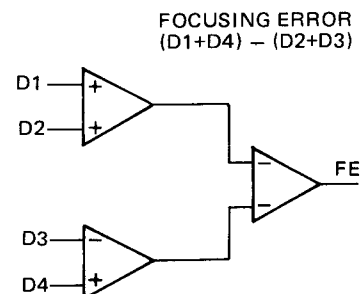 FOCUSING ERROR
(D1+D4) — (D2+D3)
D1
+
D2
+
−
FE
−
D3
−
D4
+